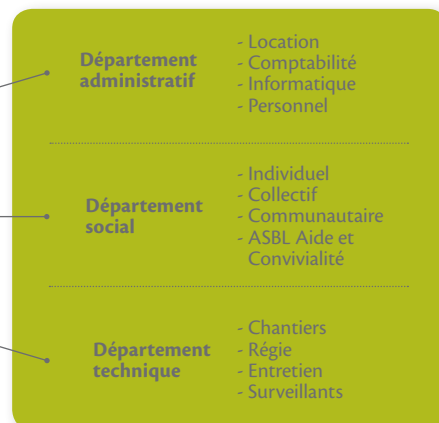 Département
administratif
- Location
- Comptabilité
- Informatique
- Personnel
Département
social
- Individuel
- Collectif
- Communautaire
- ASBL Aide et
Convivialité
Département
technique
- Chantiers
- Régie
- Entretien
- Surveillants